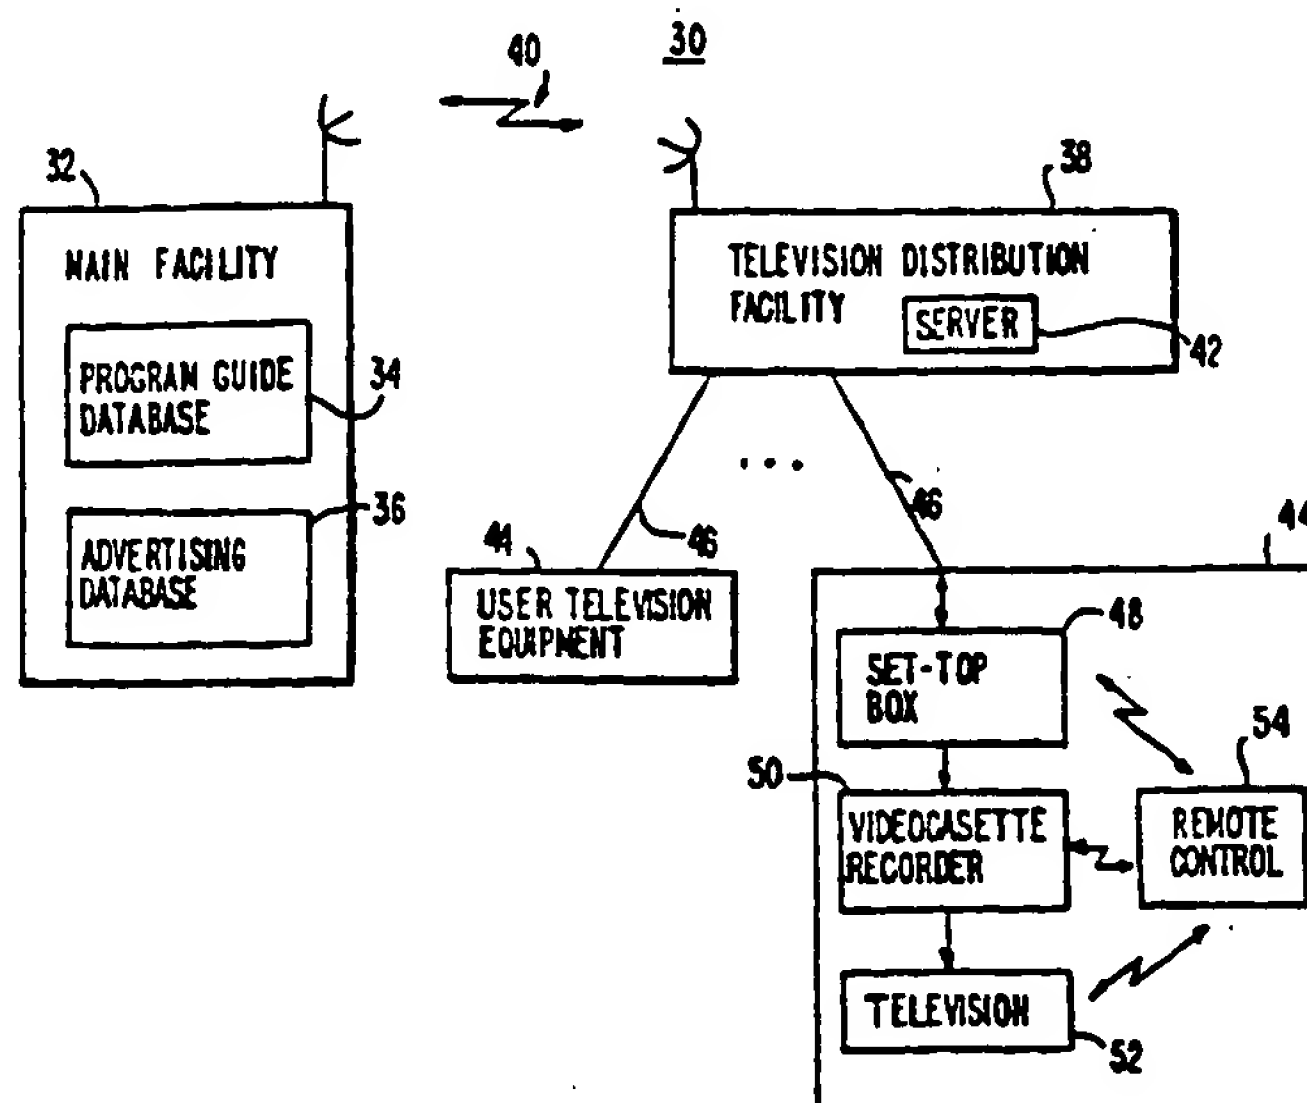 30
40
32
MAIN FACILITY
PROGRAM GUIDE
DATABASE
34
ADVERTISING
DATABASE
36
38
TELEVISION DISTRIBUTION
FACILITY
SERVER
42
46
46
44
USER TELEVISION
EQUIPMENT
44
48
SET-TOP
BOX
50
VIDEOCASETTE
RECORDER
54
REMOTE
CONTROL
TELEVISION
52